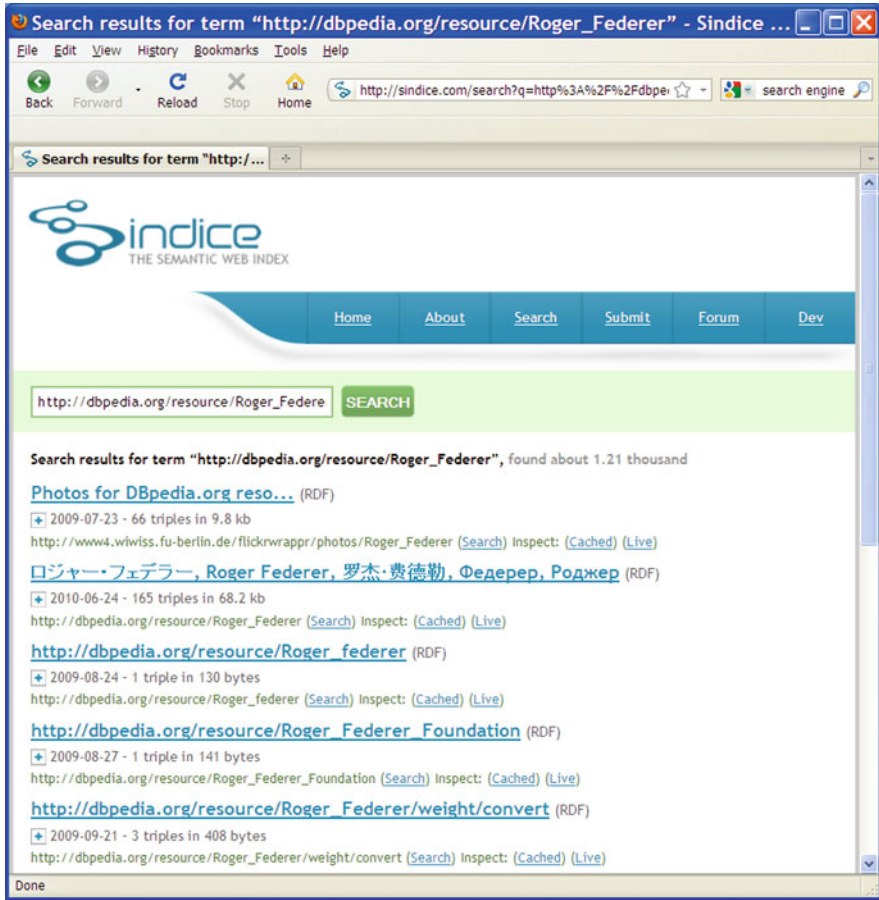 Search results for term “http://dbpedia.org/resource/Roger_Federer” - Sindice ...
File Edit View History Bookmarks Tools Help
Back Forward Reload Stop Home http://sindice.com/search?q=http%3A%2F%2Fdbpe search engine
Search results for term "http:/...
Sindice
THE SEMANTIC WEB INDEX
Home About Search Submit Forum Dev
http://dbpedia.org/resource/Roger_Federe SEARCH
Search results for term “http://dbpedia.org/resource/Roger_Federer”, found about 1.21 thousand
Photos for DBpedia.org reso... (RDF)
+ 2009-07-23 - 66 triples in 9.8 kb
http://www4.wiwiss.fu-berlin.de/flickrwrappr/photos/Roger_Federer (Search) Inspect: (Cached) (Live)
ロジャー・フェデラー, Roger Federer, 罗杰·费德勒, Федерер, Роджер (RDF)
+ 2010-06-24 - 165 triples in 68.2 kb
http://dbpedia.org/resource/Roger_Federer (Search) Inspect: (Cached) (Live)
http://dbpedia.org/resource/Roger_federer (RDF)
+ 2009-08-24 - 1 triple in 130 bytes
http://dbpedia.org/resource/Roger_federer (Search) Inspect: (Cached) (Live)
http://dbpedia.org/resource/Roger_Federer_Foundation (RDF)
+ 2009-08-27 - 1 triple in 141 bytes
http://dbpedia.org/resource/Roger_Federer_Foundation (Search) Inspect: (Cached) (Live)
http://dbpedia.org/resource/Roger_Federer/weight/convert (RDF)
+ 2009-09-21 - 3 triples in 408 bytes
http://dbpedia.org/resource/Roger_Federer/weight/convert (Search) Inspect: (Cached) (Live)
Done